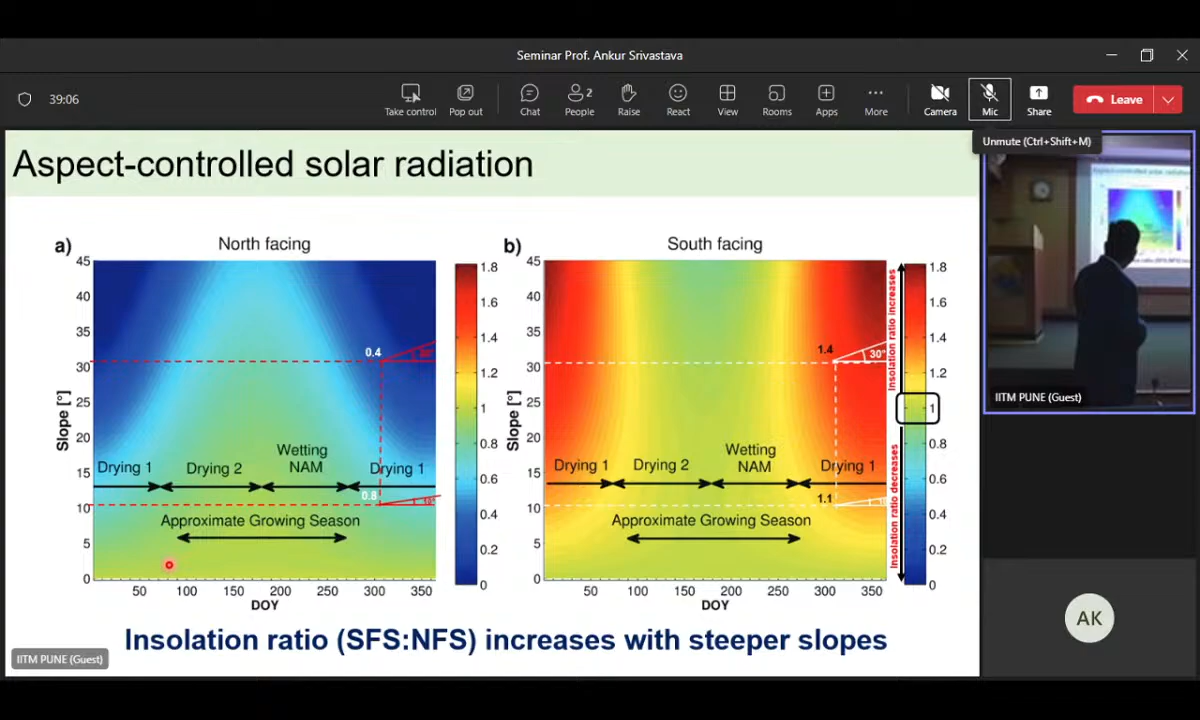 Seminar Prof. Ankur Srivastava
39:06
Take control
Pop out
Chat
2
People
Raise
React
View
Rooms
Apps
More
Camera
Mic
Share
Leave
Unmute (Ctrl+Shift+M)
Aspect-controlled solar radiation
a)
North facing
Slope [°]
45
40
35
30
25
20
15
10
5
0
0.4
Drying 1
Drying 2
Wetting
NAM
Drying 1
0.8
Approximate Growing Season
50
100
150
200
250
300
350
DOY
1.8
1.6
1.4
1.2
1
0.8
0.6
0.4
0.2
0
b)
South facing
Slope [°]
45
40
35
30
25
20
15
10
5
0
1.4
30°
Drying 1
Drying 2
Wetting
NAM
Drying 1
1.1
Approximate Growing Season
50
100
150
200
250
300
350
DOY
Insolation ratio increases
Insolation ratio decreases
1.8
1.6
1.4
1.2
1
0.8
0.6
0.4
0.2
0
Insolation ratio (SFS:NFS) increases with steeper slopes
IITM PUNE (Guest)
Aspect-controlled solar radiation
IITM PUNE (Guest)
AK